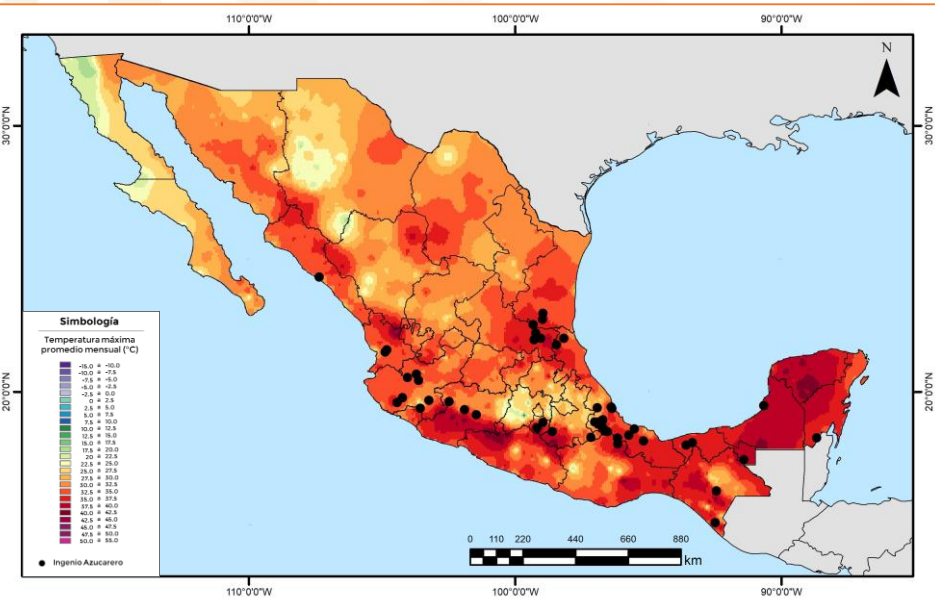 110°0'0"W 100°0'0"W 90°0'0"W
N
30°0'0"N 30°0'0"N
20°0'0"N 20°0'0"N
Simbología
Temperatura máxima
promedio mensual (°C)
-15.0 a -10.0
-10.0 a -7.5
-7.5 a -5.0
-5.0 a -2.5
-2.5 a 0.0
0 a 2.5
2.5 a 5.0
5.0 a 7.5
7.5 a 10.0
10.0 a 12.5
12.5 a 15.0
15.0 a 17.5
17.5 a 20.0
20 a 22.5
22.5 a 25.0
25.0 a 27.5
27.5 a 30.0
30.0 a 32.5
32.5 a 35.0
35.0 a 37.5
37.5 a 40.0
40.0 a 42.5
42.5 a 45.0
45.0 a 47.5
47.5 a 50.0
50.0 a 55.0
Ingenio Azucarero
0 110 220 440 660 880
km
110°0'0"W 100°0'0"W 90°0'0"W